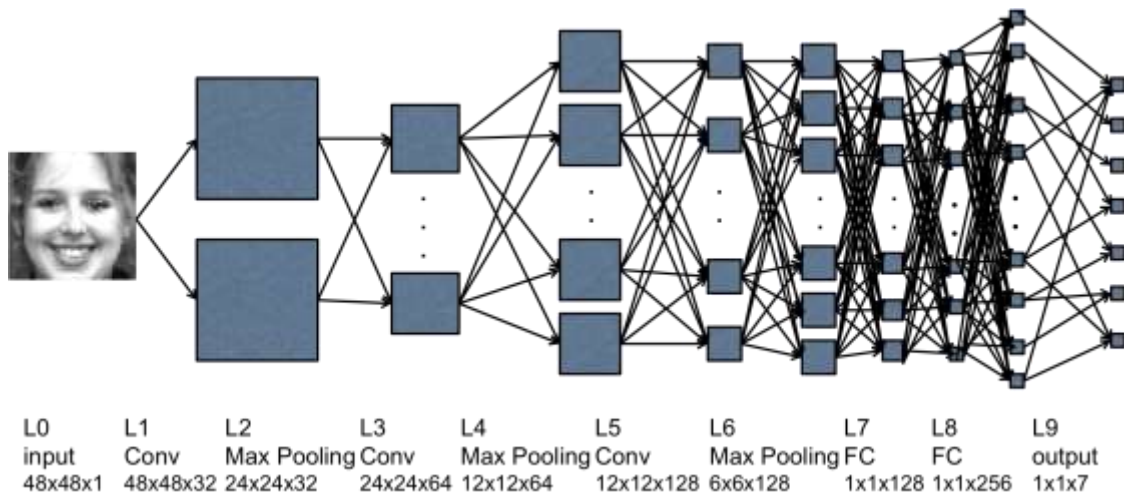 L0 L1 L2 L3 L4 L5 L6 L7 L8 L9
input Conv Max Pooling Conv Max Pooling Conv Max Pooling FC FC output
48x48x1 48x48x32 24x24x32 24x24x64 12x12x64 12x12x128 6x6x128 1x1x128 1x1x256 1x1x7